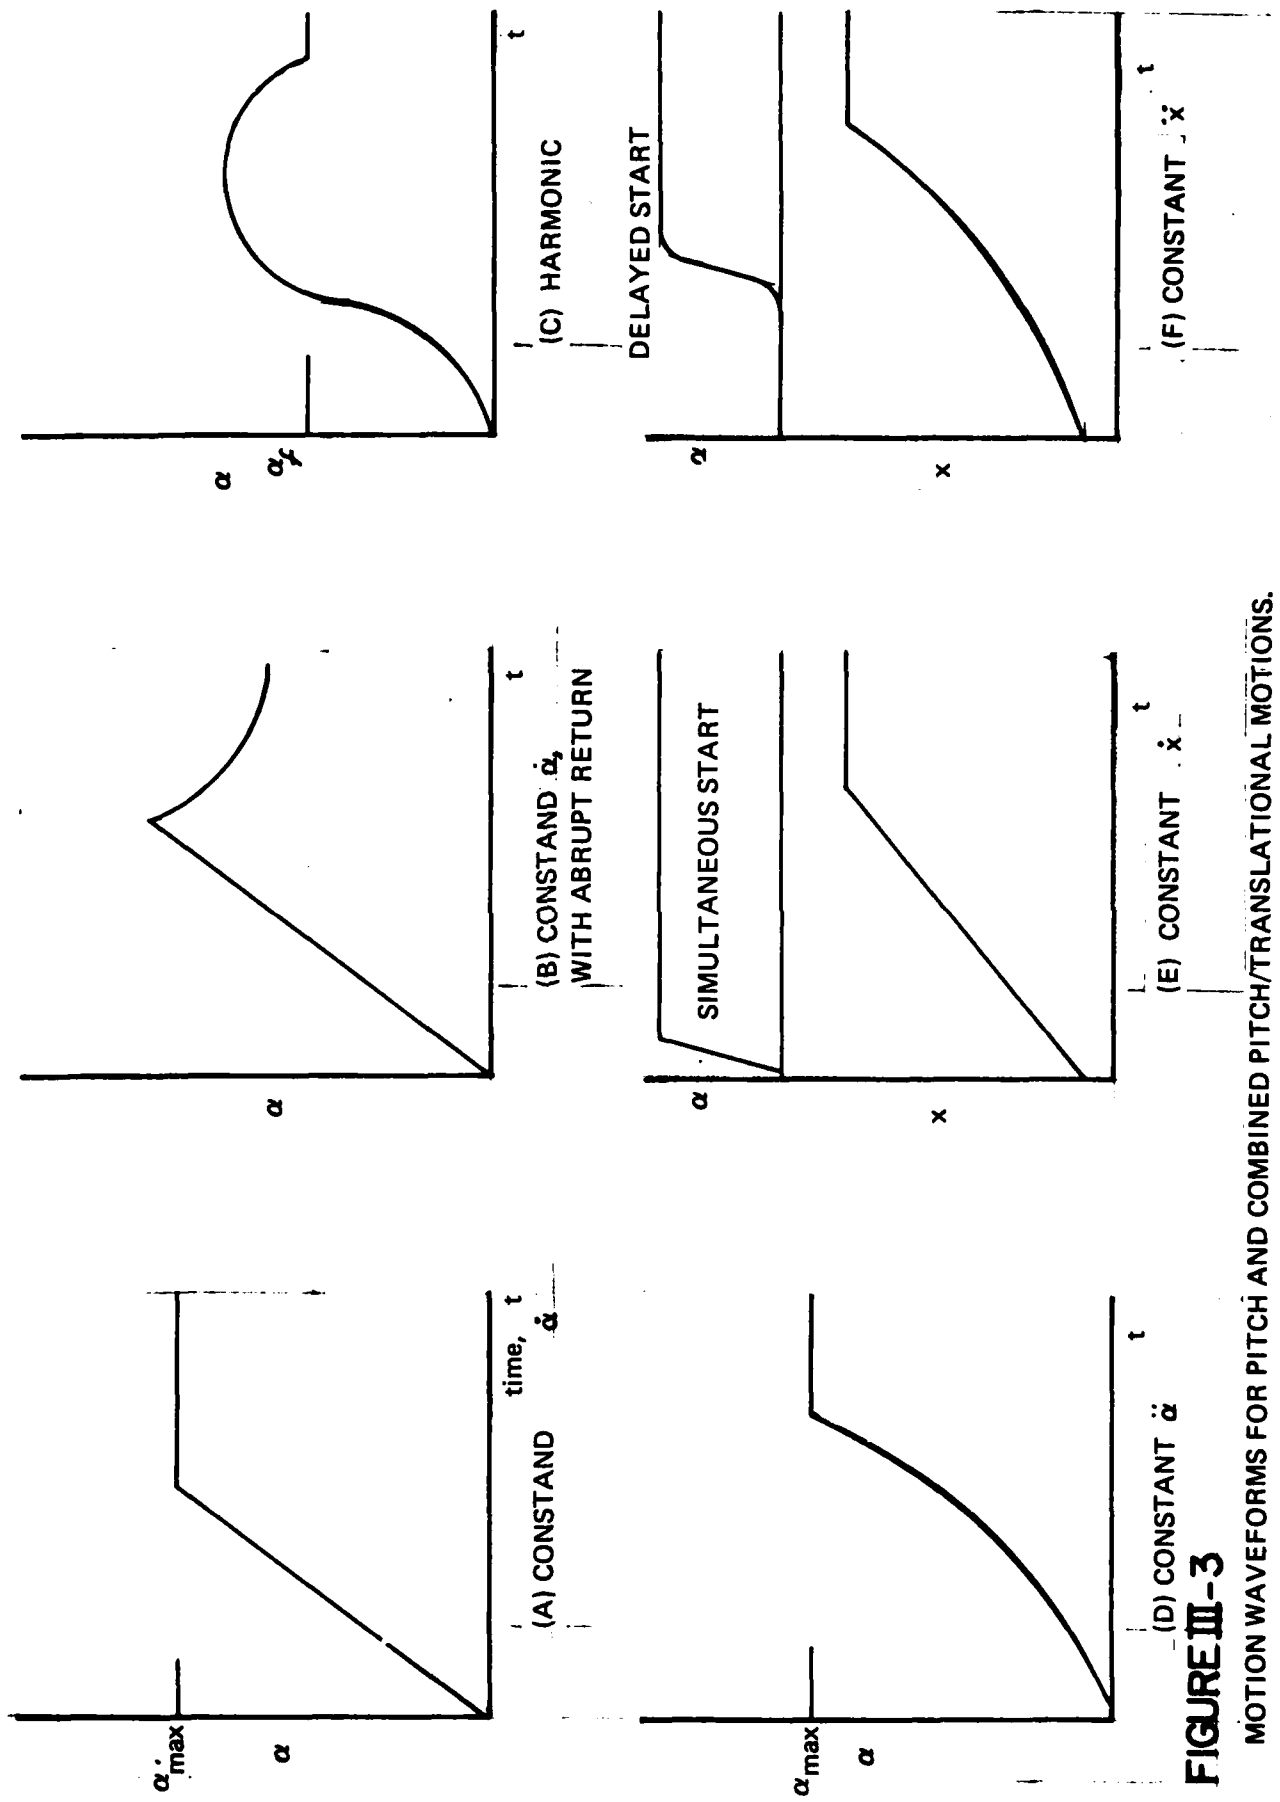 α'max
α
time, t
(A) CONSTAND α̇
α
t
(B) CONSTAND α̇,
WITH ABRUPT RETURN
α
αf
t
(C) HARMONIC
αmax
α
t
(D) CONSTANT α̈
α
SIMULTANEOUS START
x
t
(E) CONSTANT ẋ
DELAYED START
α
x
t
(F) CONSTANT ẍ
FIGURE III-3
MOTION WAVEFORMS FOR PITCH AND COMBINED PITCH/TRANSLATIONAL MOTIONS.